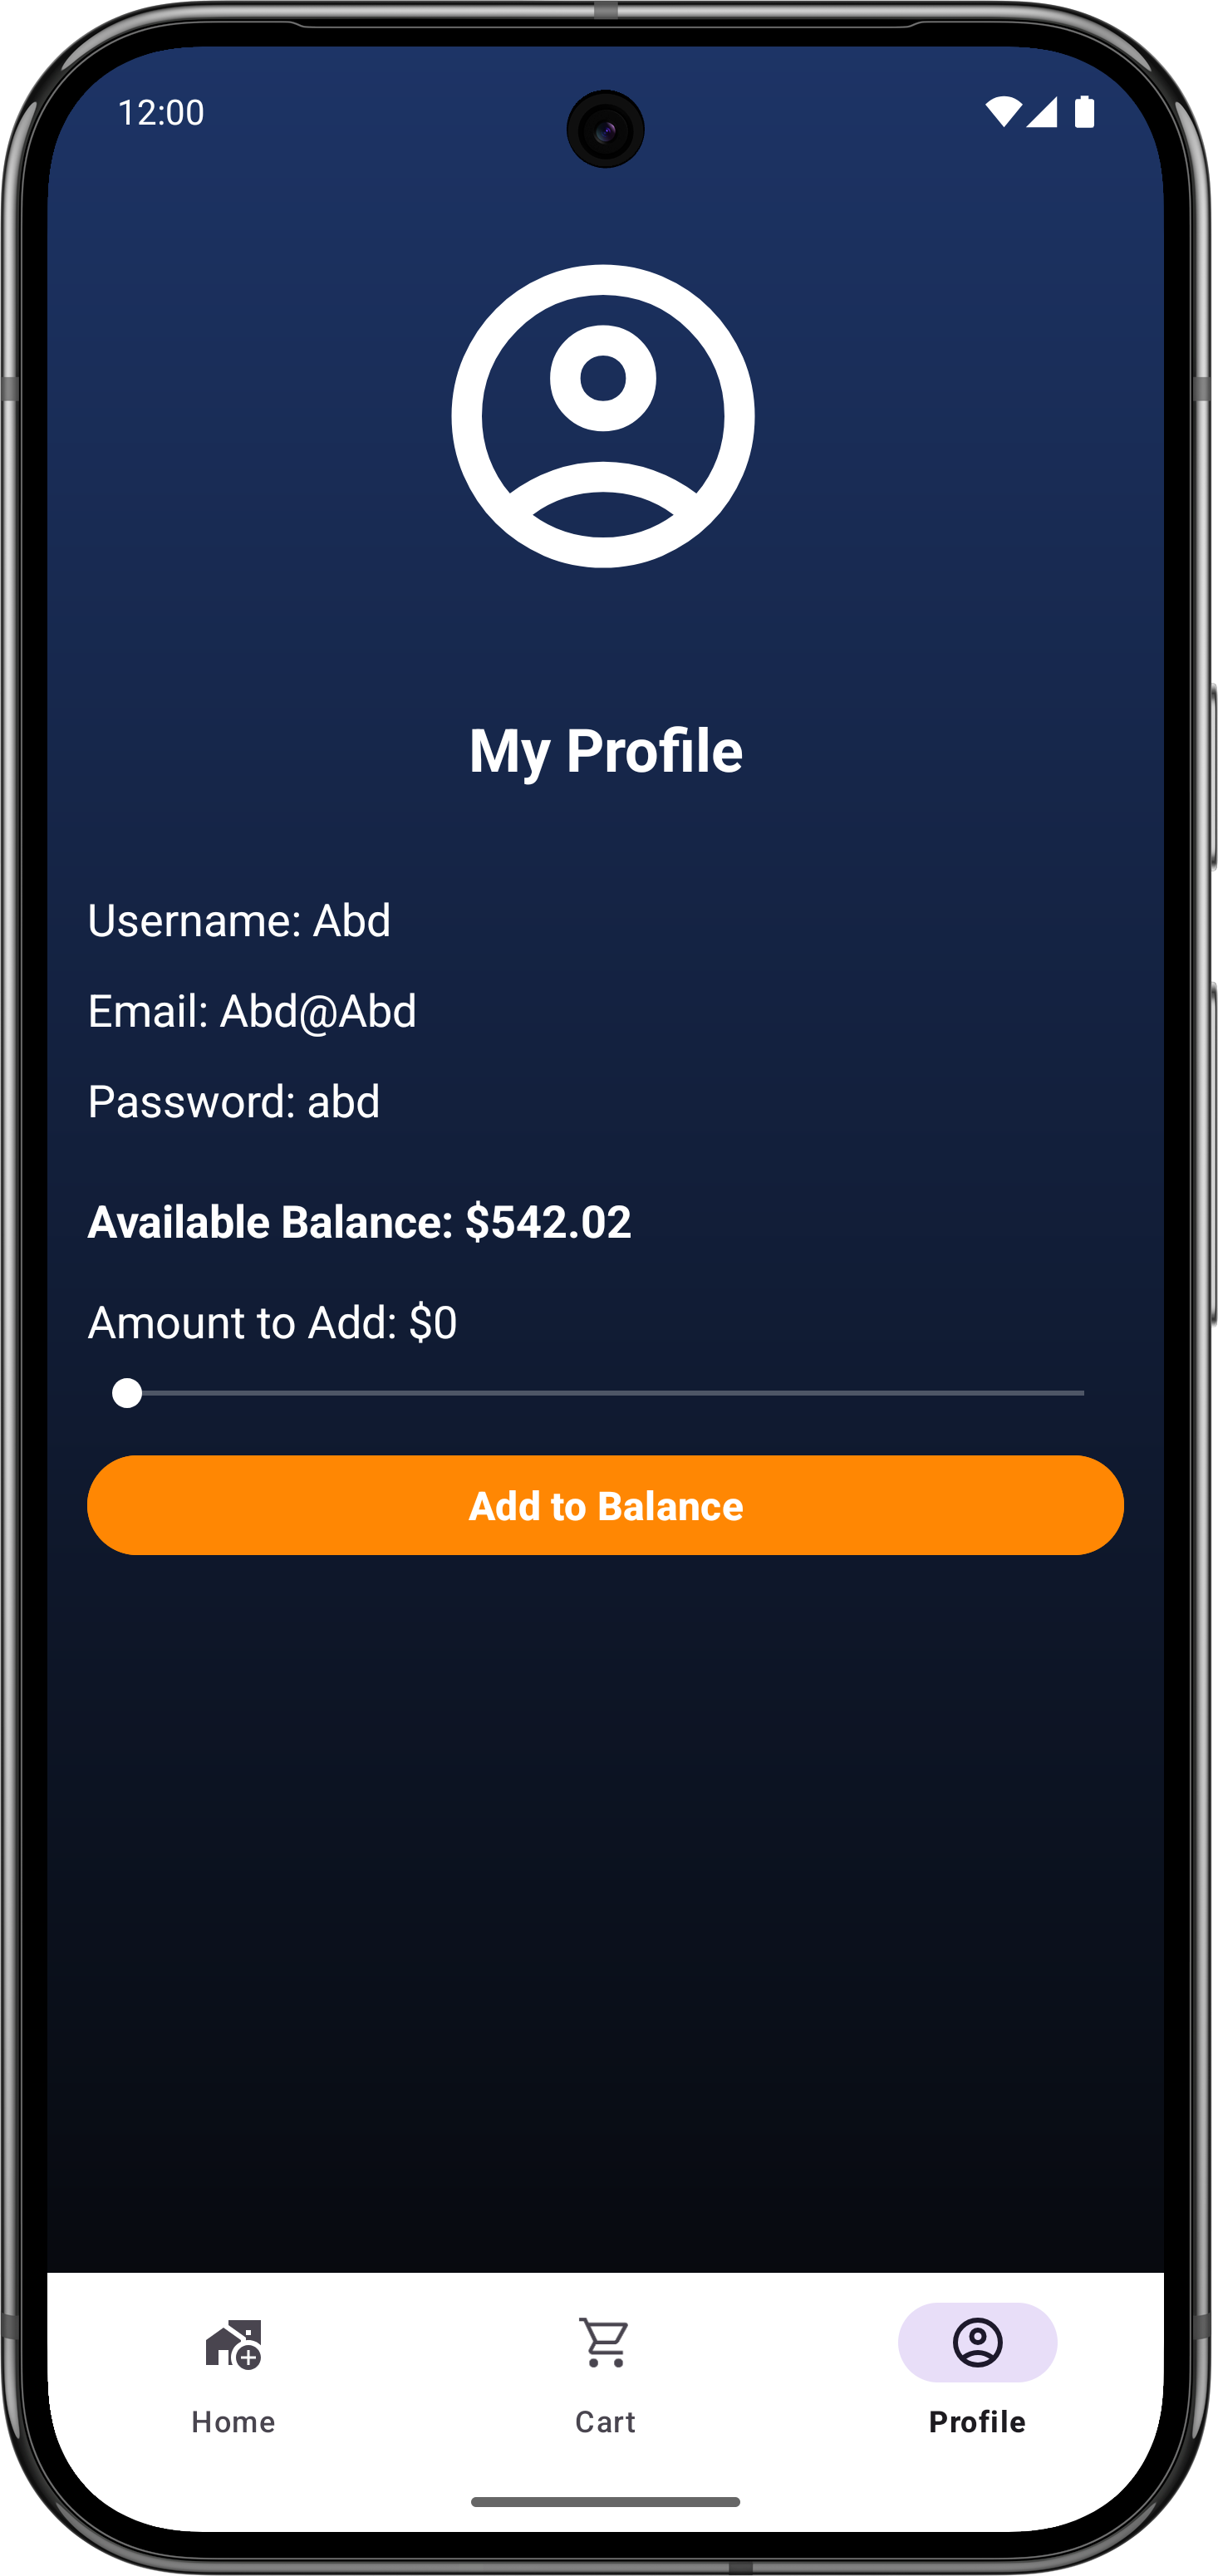 12:00
My Profile
Username: Abd
Email: Abd@Abd
Password: abd
Available Balance: $542.02
Amount to Add: $0
Add to Balance
Home
Cart
Profile